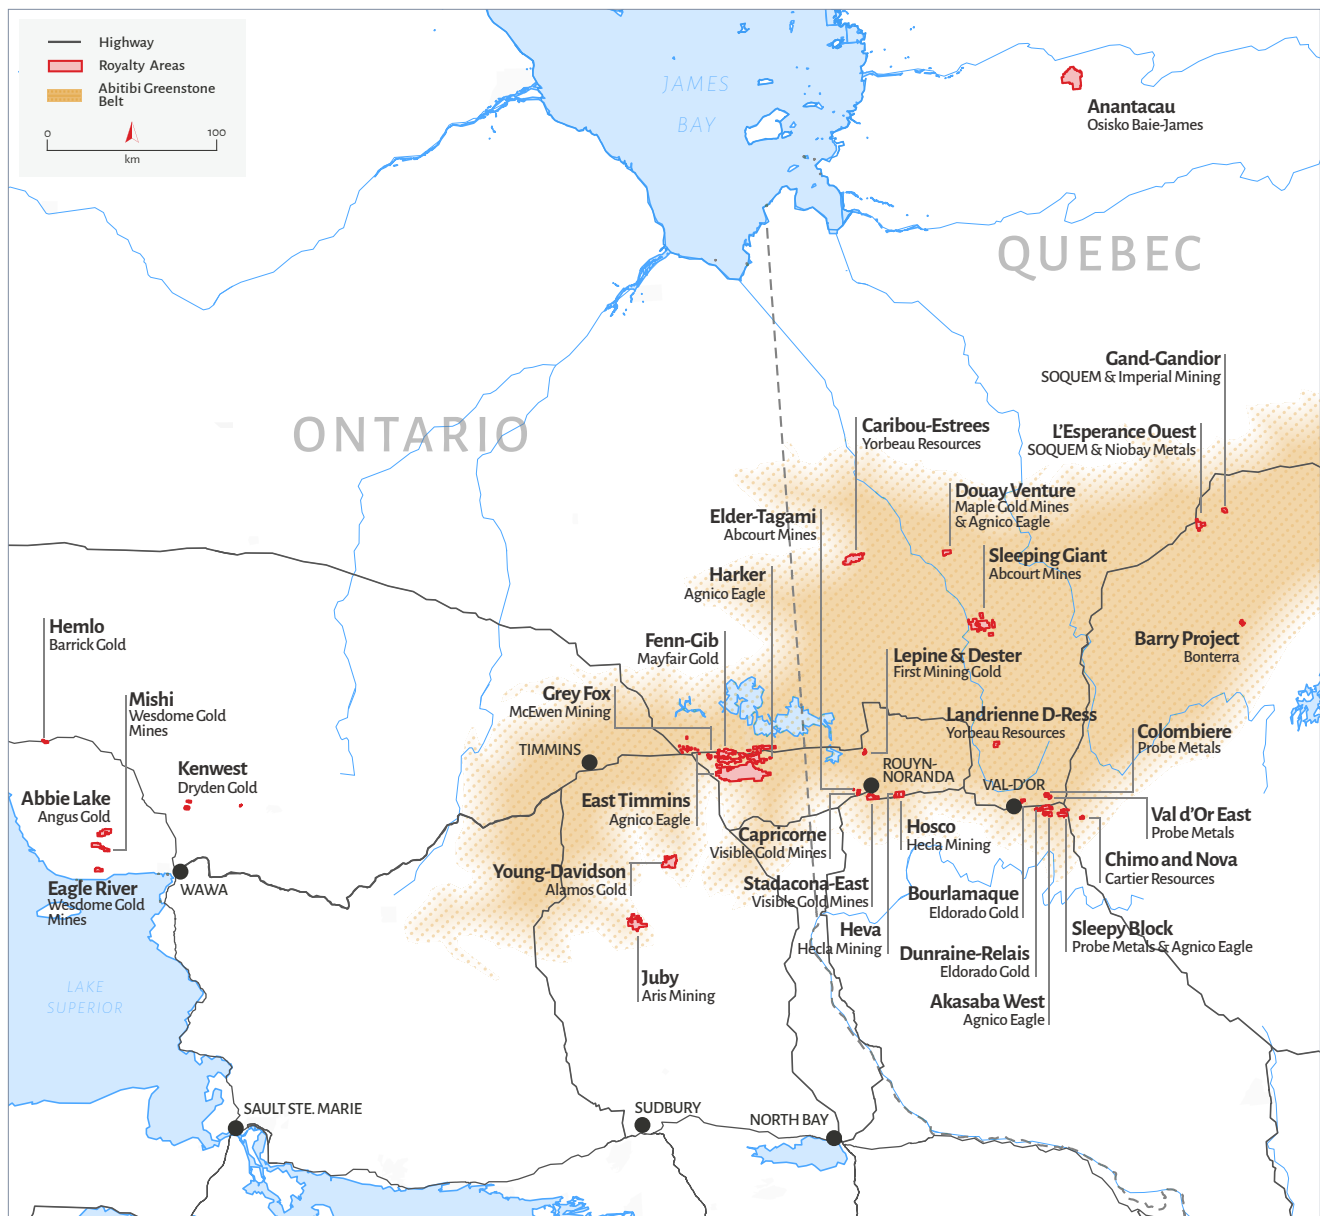 Highway
Royalty Areas
Abitibi Greenstone
Belt
0 100
km
JAMES
BAY
Anantacau
Osisko Baie-James
QUEBEC
ONTARIO
Gand-Gandior
SOQUEM & Imperial Mining
L'Esperance Ouest
SOQUEM & Niobay Metals
Caribou-Estrees
Yorbeau Resources
Douay Venture
Maple Gold Mines
& Agnico Eagle
Elder-Tagami
Abcourt Mines
Sleeping Giant
Abcourt Mines
Harker
Agnico Eagle
Hemlo
Barrick Gold
Fenn-Gib
Mayfair Gold
Barry Project
Bonterra
Lepine & Dester
First Mining Gold
Grey Fox
McEwen Mining
Mishi
Wesdome Gold
Mines
Landrienne D-Ress
Yorbeau Resources
Colombiere
Probe Metals
TIMMINS
ROUYN-
NORANDA
VAL-D'OR
Kenwest
Dryden Gold
Abbie Lake
Angus Gold
East Timmins
Agnico Eagle
Val d'Or East
Probe Metals
Capricorne
Visible Gold Mines
Hosco
Hecla Mining
Chimo and Nova
Cartier Resources
Young-Davidson
Alamos Gold
Eagle River
Wesdome Gold
Mines
WAWA
Stadacona-East
Visible Gold Mines
Bourlamaque
Eldorado Gold
Heva
Hecla Mining
Sleepy Block
Probe Metals & Agnico Eagle
Dunraine-Relais
Eldorado Gold
Juby
Aris Mining
LAKE
SUPERIOR
Akasaba West
Agnico Eagle
SAULT STE. MARIE
SUDBURY
NORTH BAY